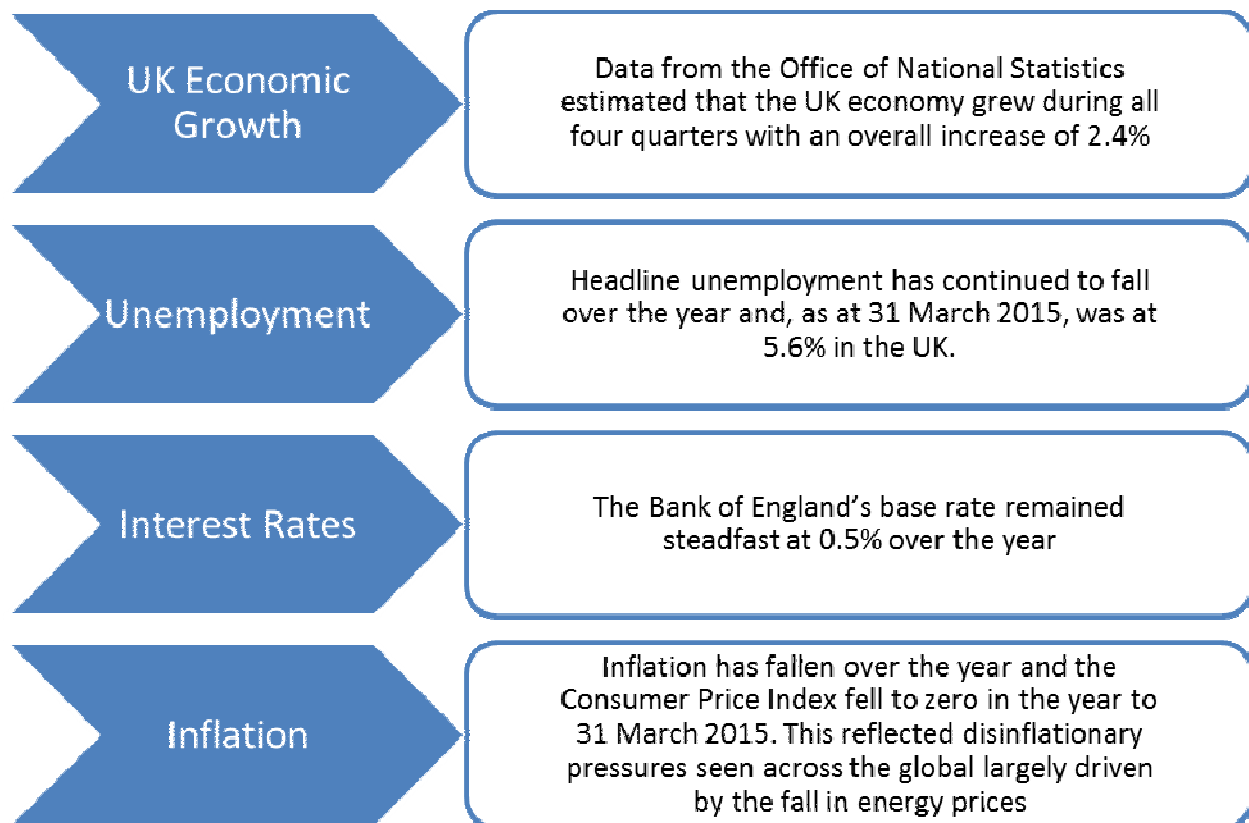 UK Economic
Growth
Data from the Office of National Statistics
estimated that the UK economy grew during all
four quarters with an overall increase of 2.4%
Unemployment
Headline unemployment has continued to fall
over the year and, as at 31 March 2015, was at
5.6% in the UK.
Interest Rates
The Bank of England’s base rate remained
steadfast at 0.5% over the year
Inflation
Inflation has fallen over the year and the
Consumer Price Index fell to zero in the year to
31 March 2015. This reflected disinflationary
pressures seen across the global largely driven
by the fall in energy prices